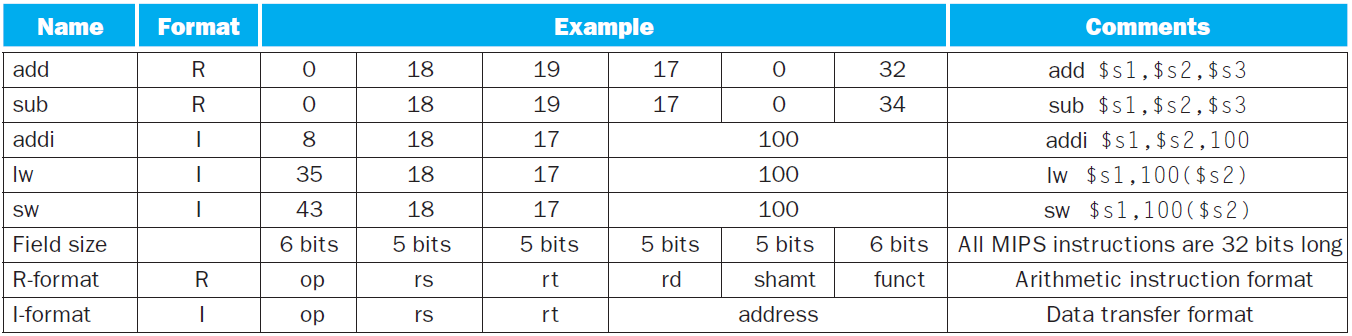 Name Format Example Comments
add R 0 18 19 17 0 32 add $s1,$s2,$s3
sub R 0 18 19 17 0 34 sub $s1,$s2,$s3
addi I 8 18 17 100 addi $s1,$s2,100
lw I 35 18 17 100 lw $s1,100($s2)
sw I 43 18 17 100 sw $s1,100($s2)
Field size 6 bits 5 bits 5 bits 5 bits 5 bits 6 bits All MIPS instructions are 32 bits long
R-format R op rs rt rd shamt funct Arithmetic instruction format
I-format I op rs rt address Data transfer format